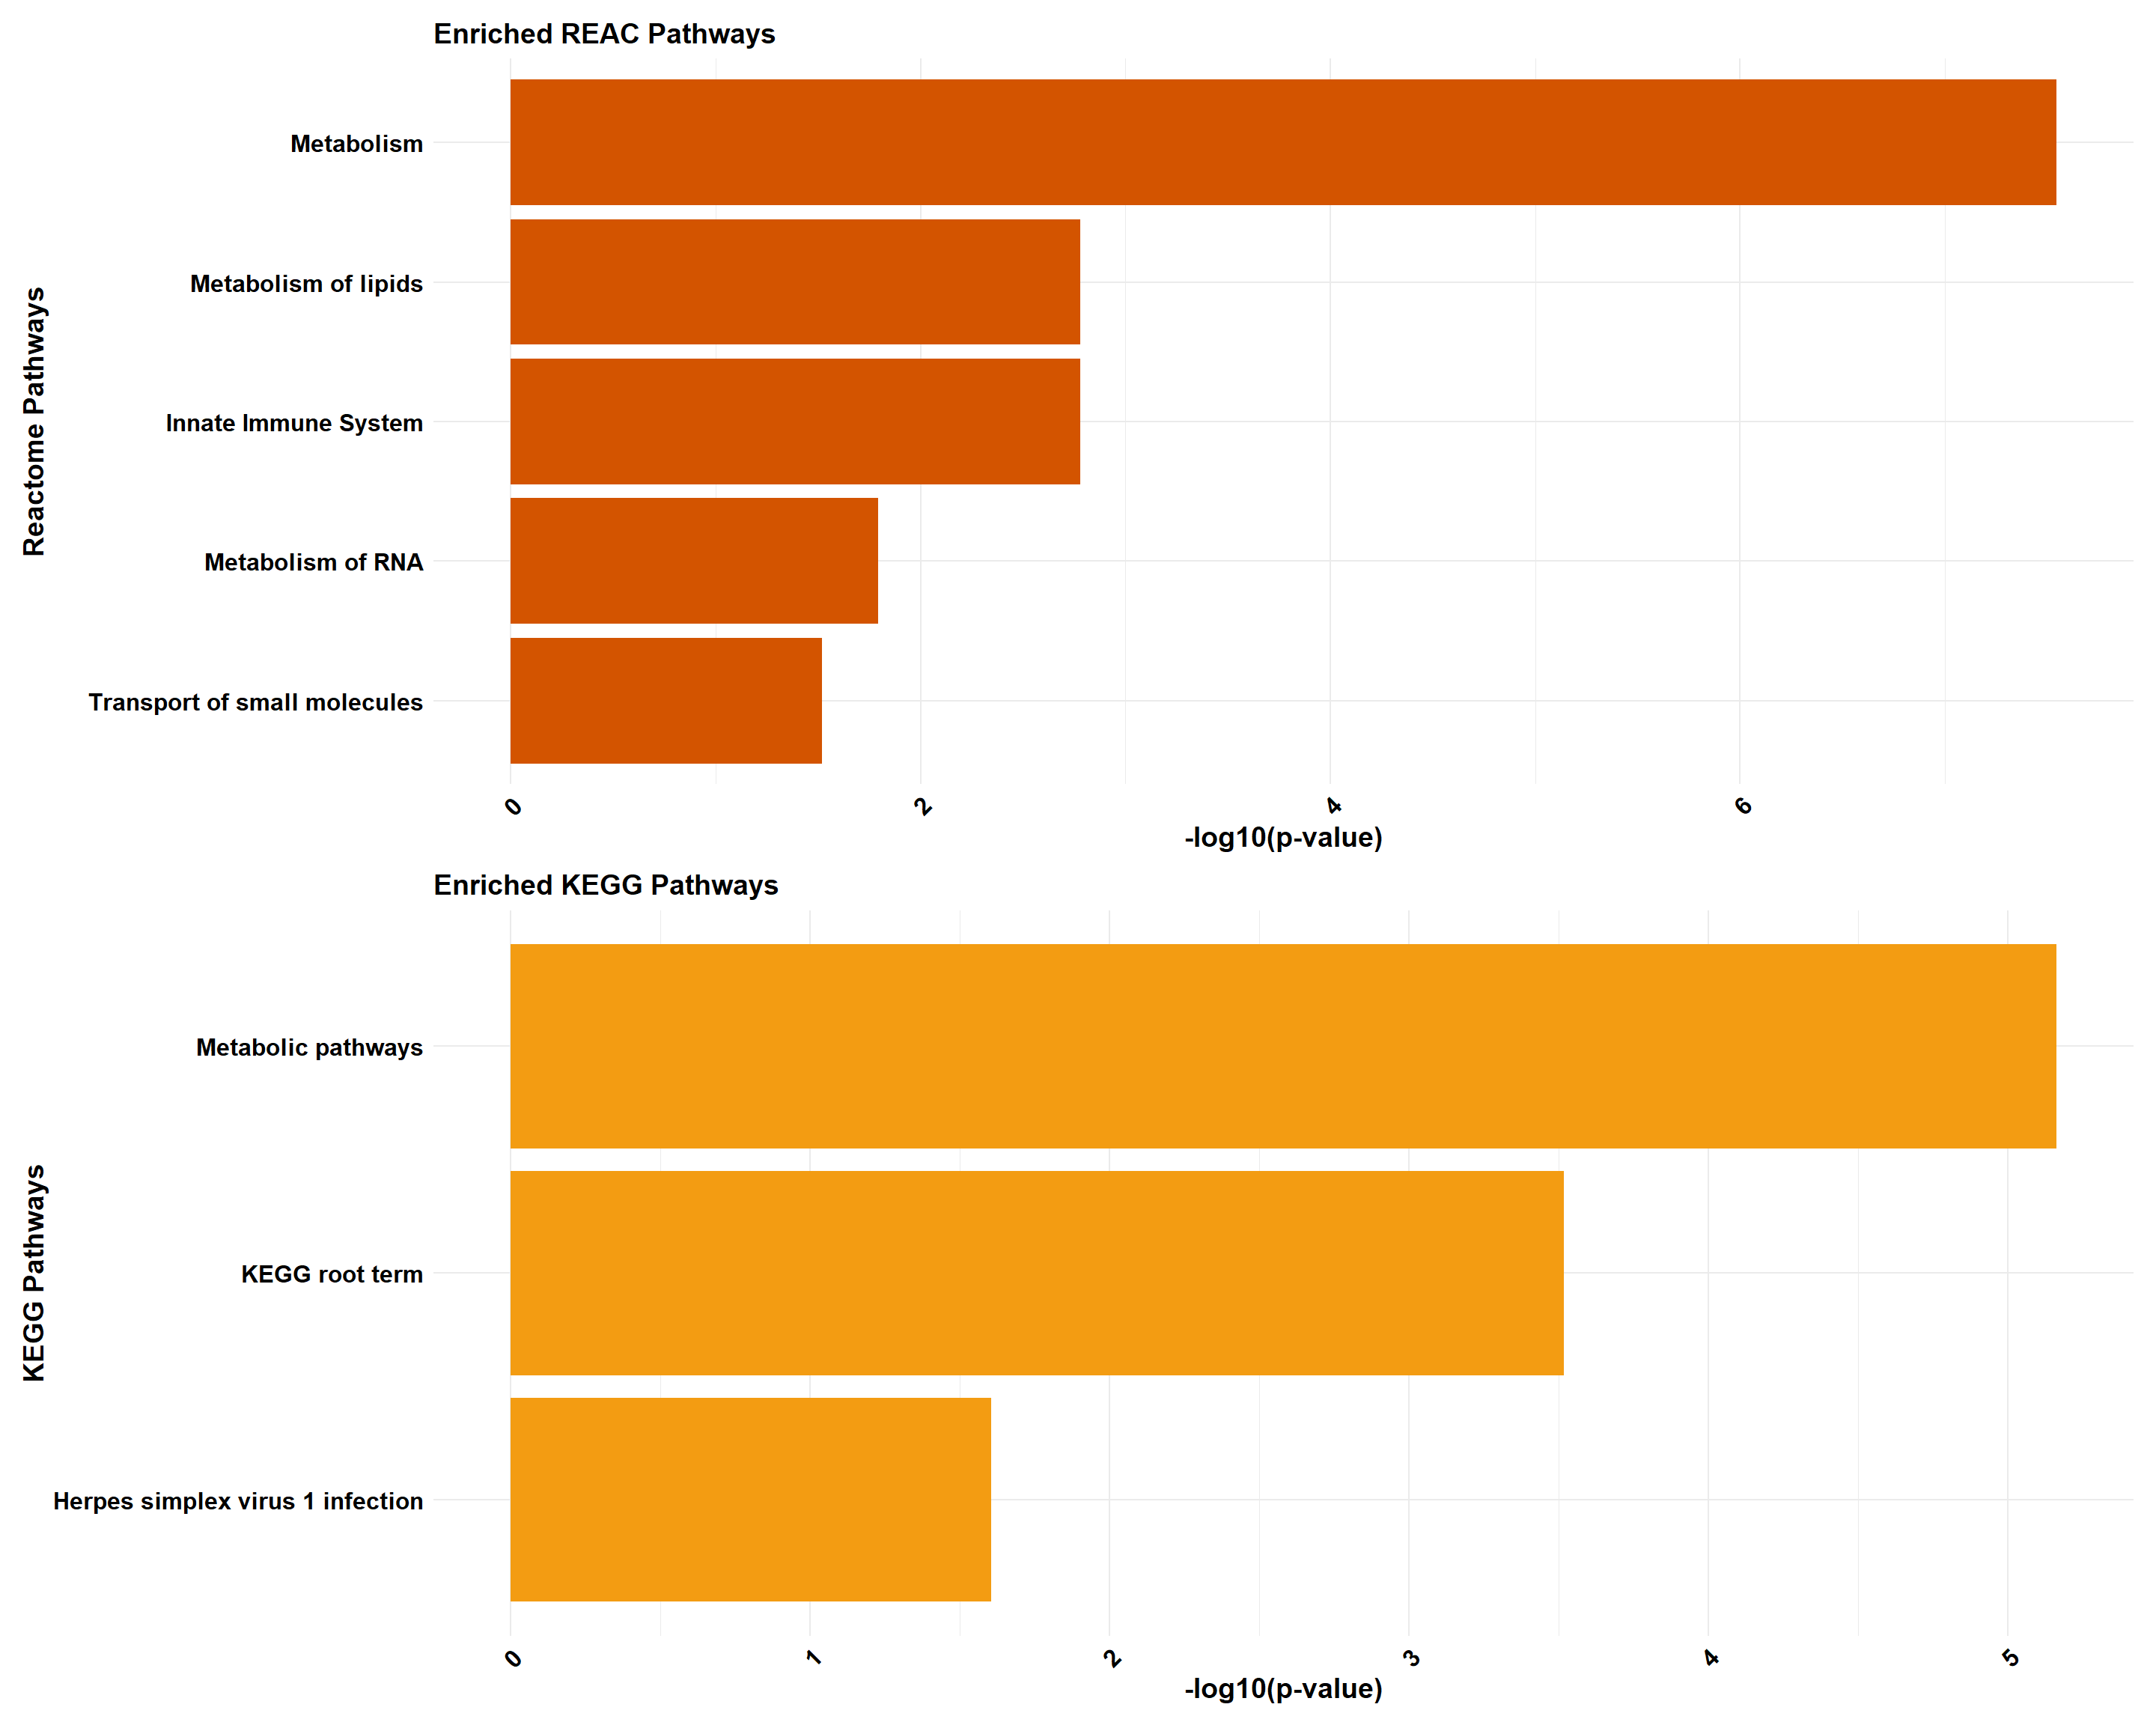 Enriched REAC Pathways
Reactome Pathways
Metabolism
Metabolism of lipids
Innate Immune System
Metabolism of RNA
Transport of small molecules
0 2 4 6
-log10(p-value)
Enriched KEGG Pathways
KEGG Pathways
Metabolic pathways
KEGG root term
Herpes simplex virus 1 infection
0 1 2 3 4 5
-log10(p-value)